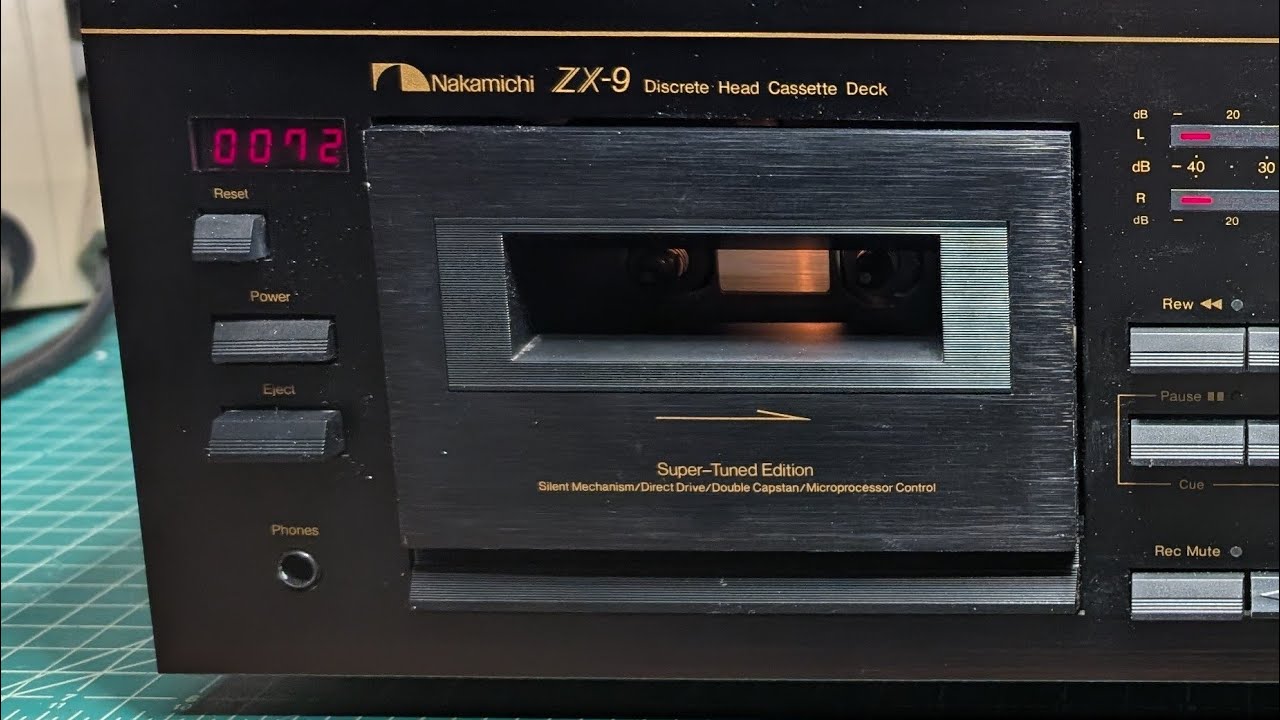 Nakamichi ZX-9 Discrete Head Cassette Deck
0072
Reset
Power
Eject
Phones
Super-Tuned Edition
Silent Mechanism/Direct Drive/Double Capstan/Microprocessor Control
dB - 20
L
dB -40 30
R
dB - 20
Rew
Pause
Cue
Rec Mute